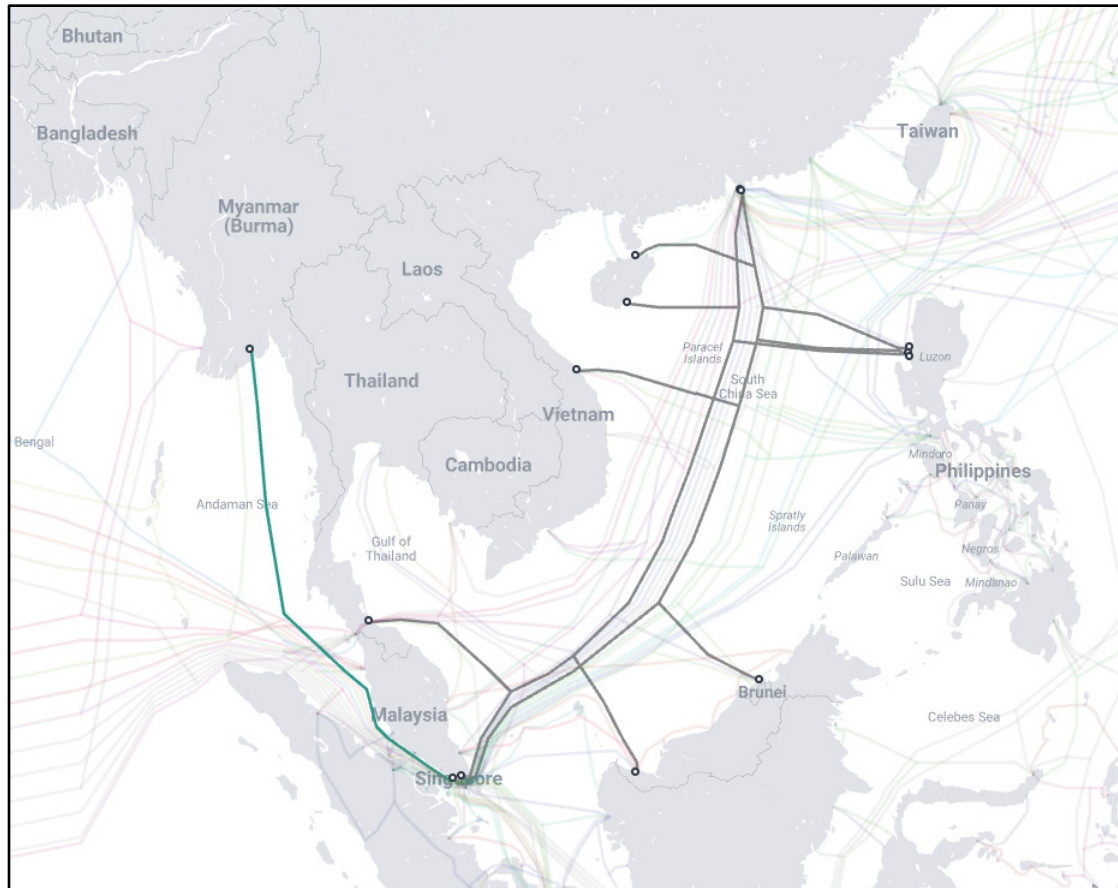 Bhutan
Bangladesh
Taiwan
Myanmar
(Burma)
Laos
Paracel
Islands
Luzon
Thailand
South
China Sea
Vietnam
Bengal
Cambodia
Mindoro
Philippines
Andaman Sea
Panay
Spratly
Islands
Gulf of
Thailand
Negros
Palawan
Sulu Sea
Mindanao
Brunei
Malaysia
Celebes Sea
Singapore